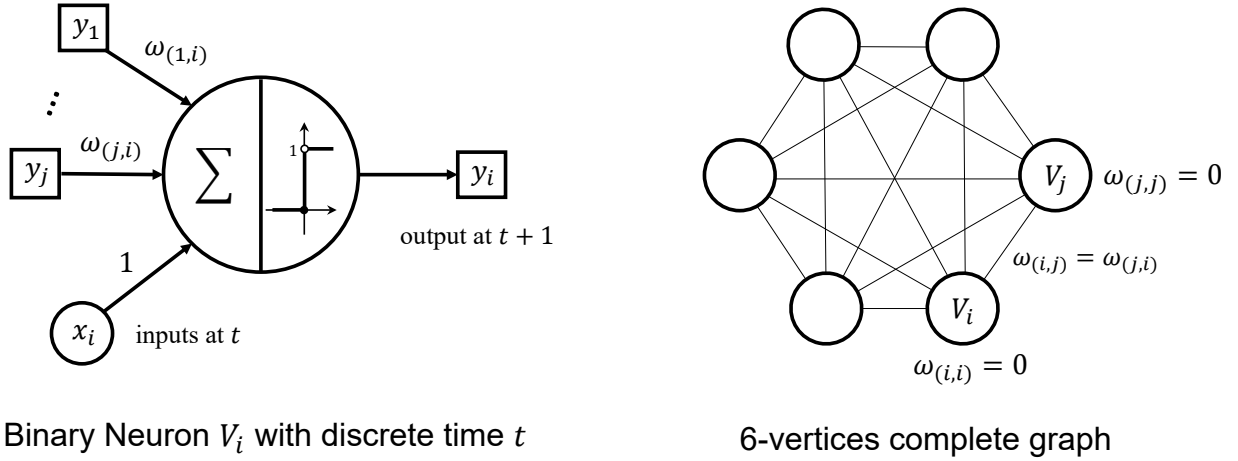 y₁
ω₍₁,ᵢ₎
⋮
yⱼ
ω₍ⱼ,ᵢ₎
∑
1
yᵢ
output at t + 1
1
xᵢ
inputs at t
Binary Neuron Vᵢ with discrete time t
Vⱼ
ω₍ⱼ,ⱼ₎ = 0
ω₍ᵢ,ⱼ₎ = ω₍ⱼ,ᵢ₎
Vᵢ
ω₍ᵢ,ᵢ₎ = 0
6-vertices complete graph